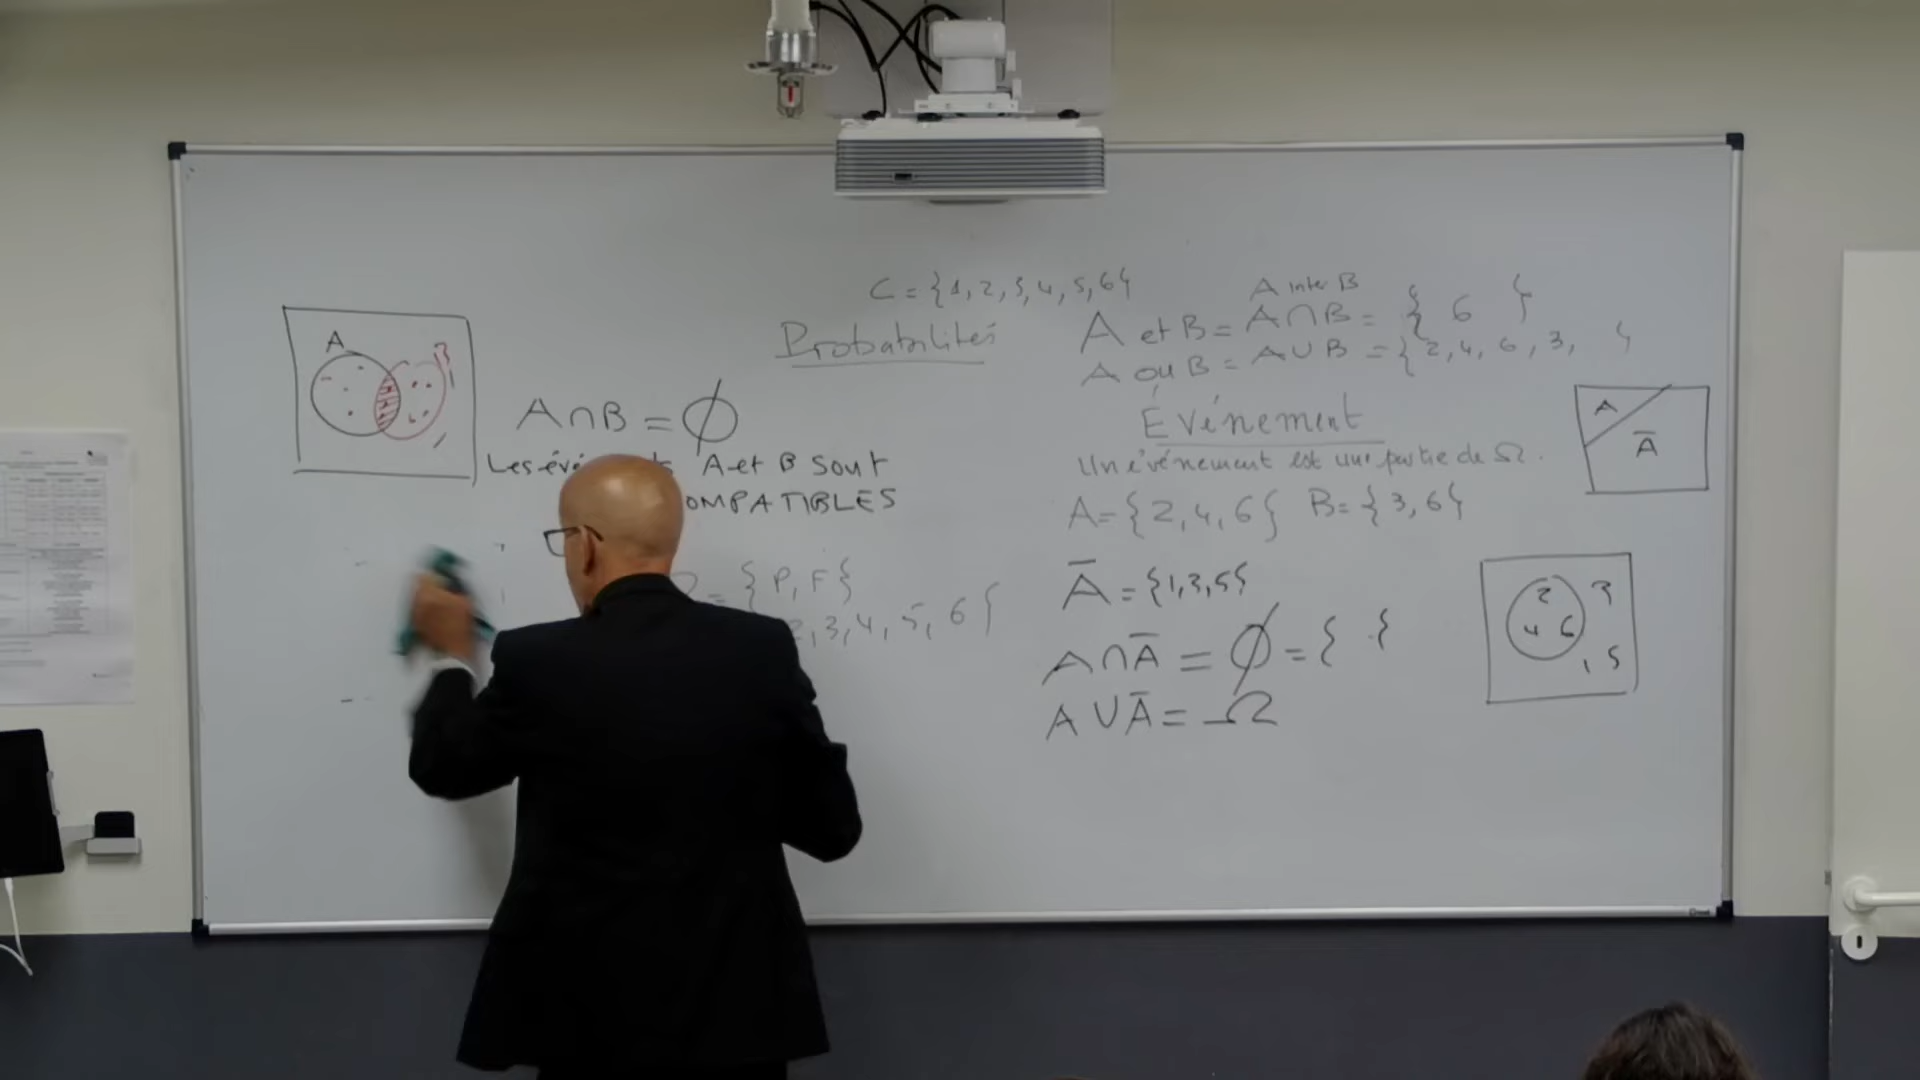 C = {1, 2, 3, 4, 5, 6}
Probabilités
A inter B
A et B = A ∩ B = { 6 }
A ou B = A ∪ B = { 2, 4, 6, 3, }
A
B
A ∩ B = ∅
A et B sont
OMPATIBLES
= { P, F }
2, 3, 4, 5, 6 }
Événement
Un événement est une partie de Ω.
A = { 2, 4, 6 } B = { 3, 6 }
Ā = { 1, 3, 5 }
A ∩ Ā = ∅ = { }
A ∪ Ā = Ω
A
Ā
2 3
4 6
1 5